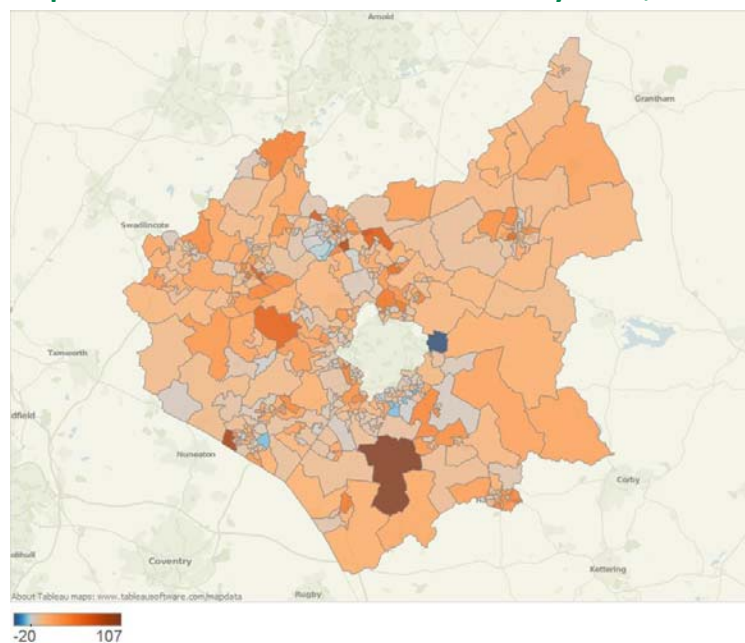 Arnold
Grantham
Swadlincote
Tamworth
dfield
Nuneaton
Corby
Coventry
Kettering
Rugby
About Tableau maps: www.tableausoftware.com/mapdata
-20 107